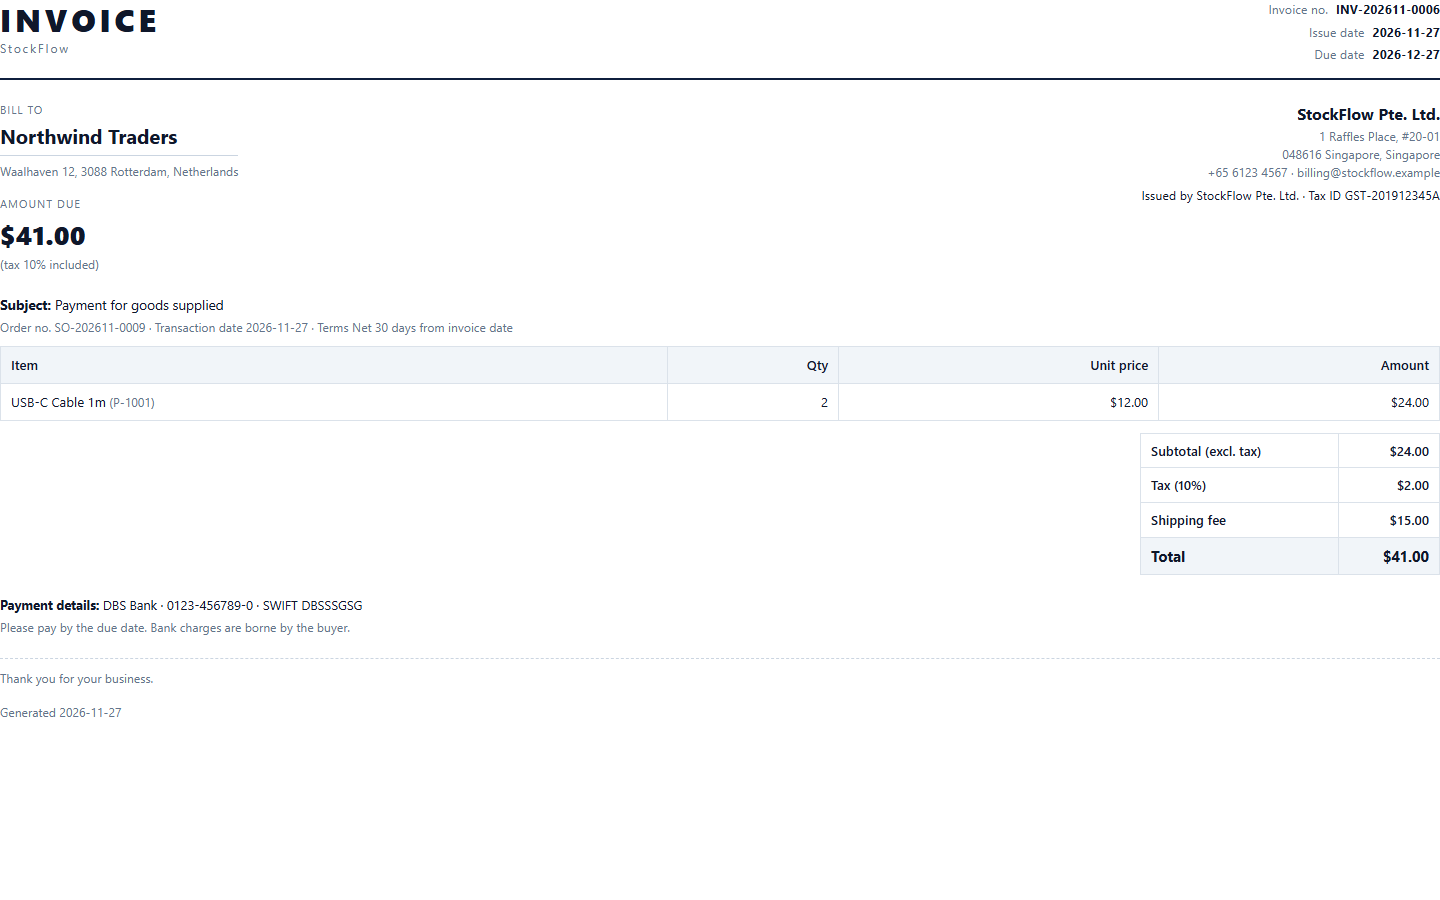 INVOICE
StockFlow
Invoice no. INV-202611-0006
Issue date 2026-11-27
Due date 2026-12-27
BILL TO
Northwind Traders
Waalhaven 12, 3088 Rotterdam, Netherlands
AMOUNT DUE
$41.00
(tax 10% included)
StockFlow Pte. Ltd.
1 Raffles Place, #20-01
048616 Singapore, Singapore
+65 6123 4567 · billing@stockflow.example
Issued by StockFlow Pte. Ltd. · Tax ID GST-201912345A
Subject: Payment for goods supplied
Order no. SO-202611-0009 · Transaction date 2026-11-27 · Terms Net 30 days from invoice date
Item Qty Unit price Amount
USB-C Cable 1m (P-1001) 2 $12.00 $24.00
Subtotal (excl. tax) $24.00
Tax (10%) $2.00
Shipping fee $15.00
Total $41.00
Payment details: DBS Bank · 0123-456789-0 · SWIFT DBSSSGSG
Please pay by the due date. Bank charges are borne by the buyer.
Thank you for your business.
Generated 2026-11-27